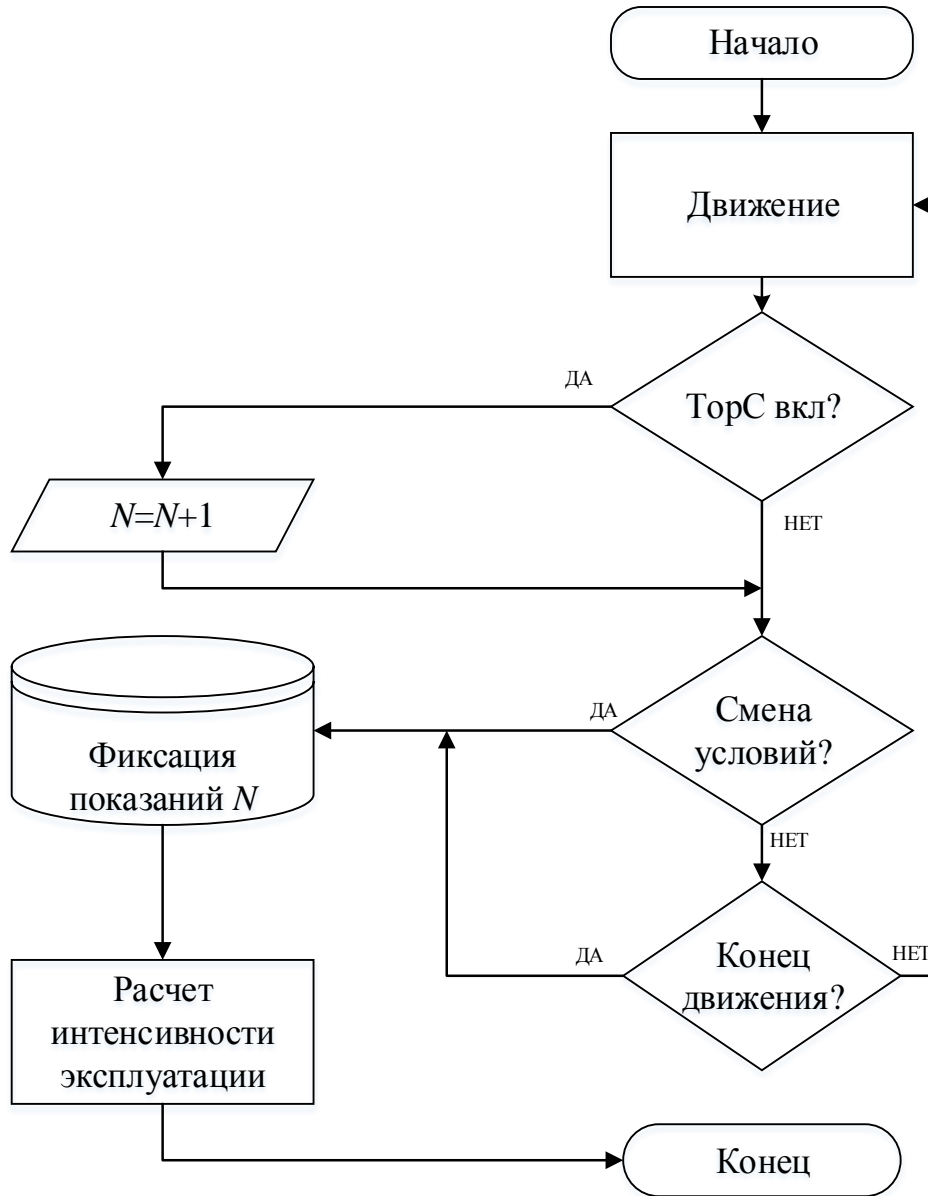 Начало
Движение
ДА
ТорС вкл?
N=N+1
НЕТ
ДА
Смена
условий?
Фиксация
показаний N
НЕТ
ДА
Конец
движения?
НЕТ
Расчет
интенсивности
эксплуатации
Конец